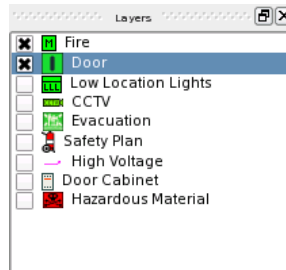 Layers
M Fire
Door
Low Location Lights
CCTV
Evacuation
Safety Plan
High Voltage
Door Cabinet
Hazardous Material